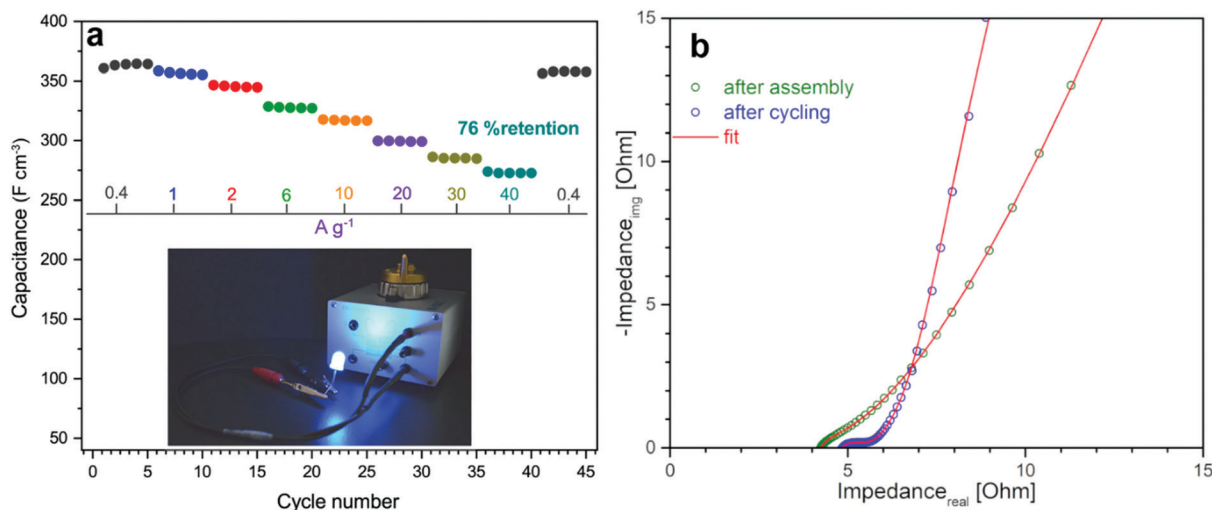 a
400
350
300
250
200
150
100
50
Capacitance (F cm⁻³)
76 %retention
0.4 1 2 6 10 20 30 40 0.4
A g⁻¹
0 5 10 15 20 25 30 35 40 45
Cycle number
b
15
10
5
0
-Impedance_img [Ohm]
after assembly
after cycling
fit
0 5 10 15
Impedance_real [Ohm]